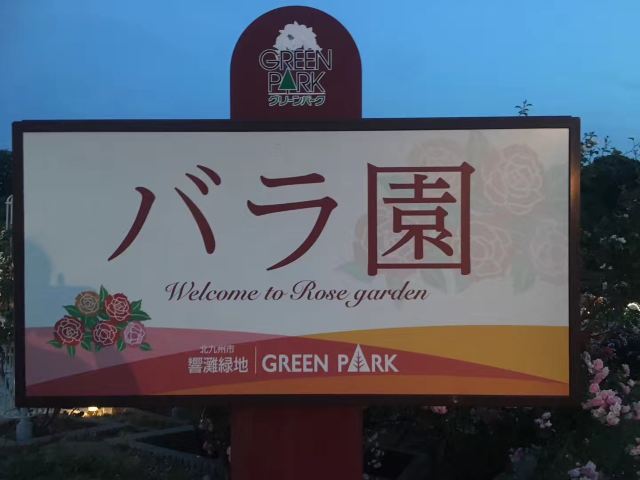 GREEN
PARK
グリーンパーク
バラ園
Welcome to Rose garden
北九州市
響灘緑地 GREEN PARK